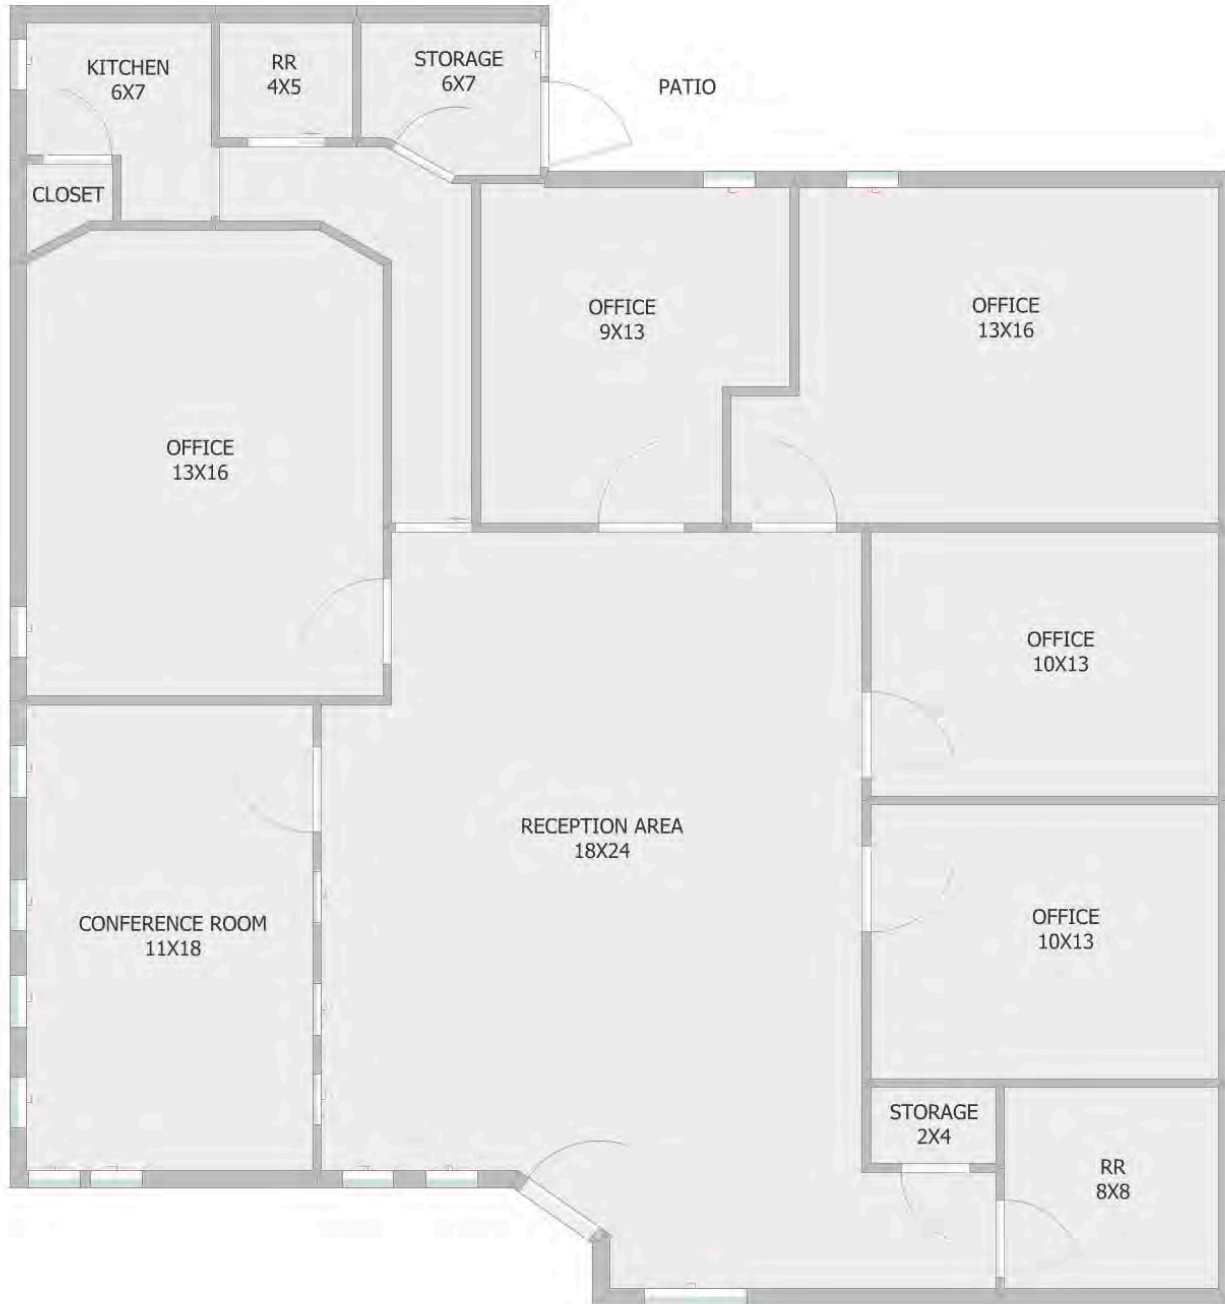 KITCHEN
6X7
RR
4X5
STORAGE
6X7
PATIO
CLOSET
OFFICE
9X13
OFFICE
13X16
OFFICE
13X16
OFFICE
10X13
RECEPTION AREA
18X24
CONFERENCE ROOM
11X18
OFFICE
10X13
STORAGE
2X4
RR
8X8